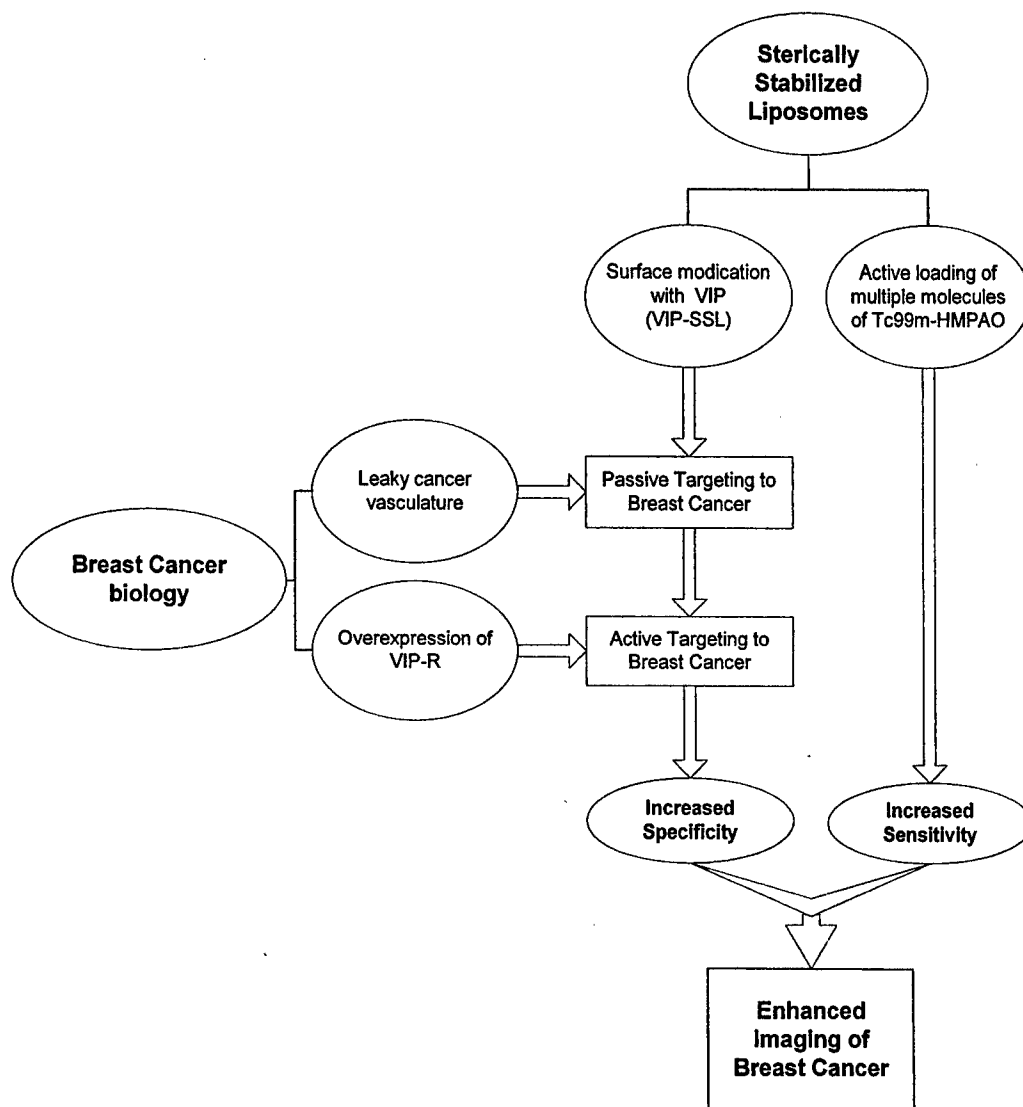 Sterically
Stabilized
Liposomes
Surface modication
with VIP
(VIP-SSL)
Active loading of
multiple molecules
of Tc99m-HMPAO
Leaky cancer
vasculature
Passive Targeting to
Breast Cancer
Breast Cancer
biology
Overexpression of
VIP-R
Active Targeting to
Breast Cancer
Increased
Specificity
Increased
Sensitivity
Enhanced
Imaging of
Breast Cancer